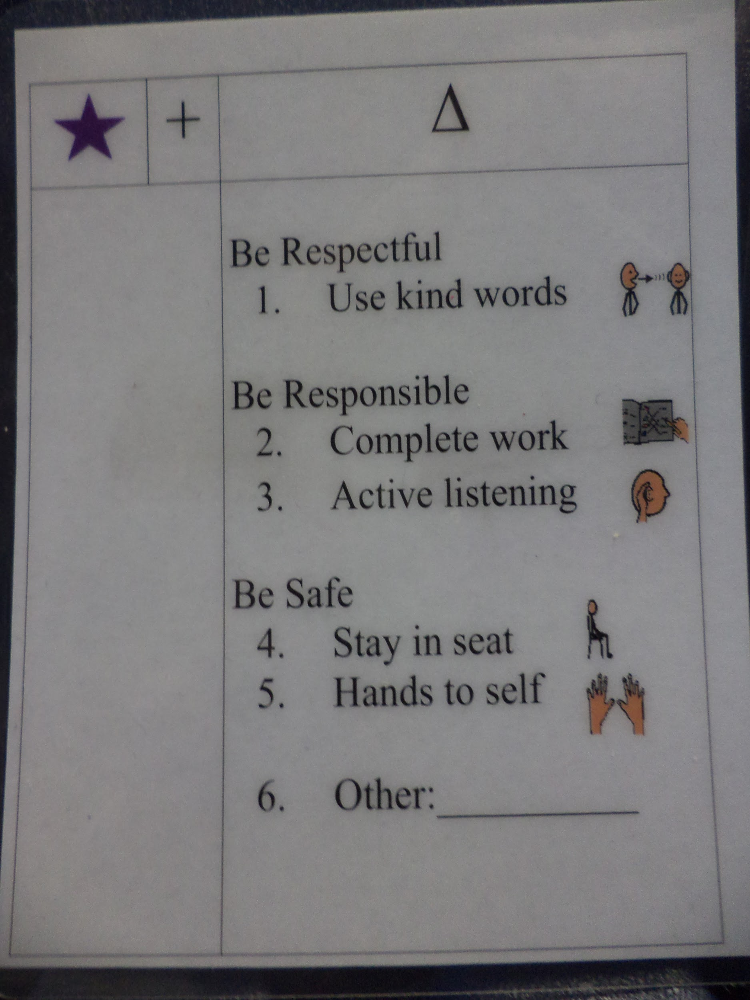 + Δ
Be Respectful
1. Use kind words
Be Responsible
2. Complete work
3. Active listening
Be Safe
4. Stay in seat
5. Hands to self
6. Other:__________